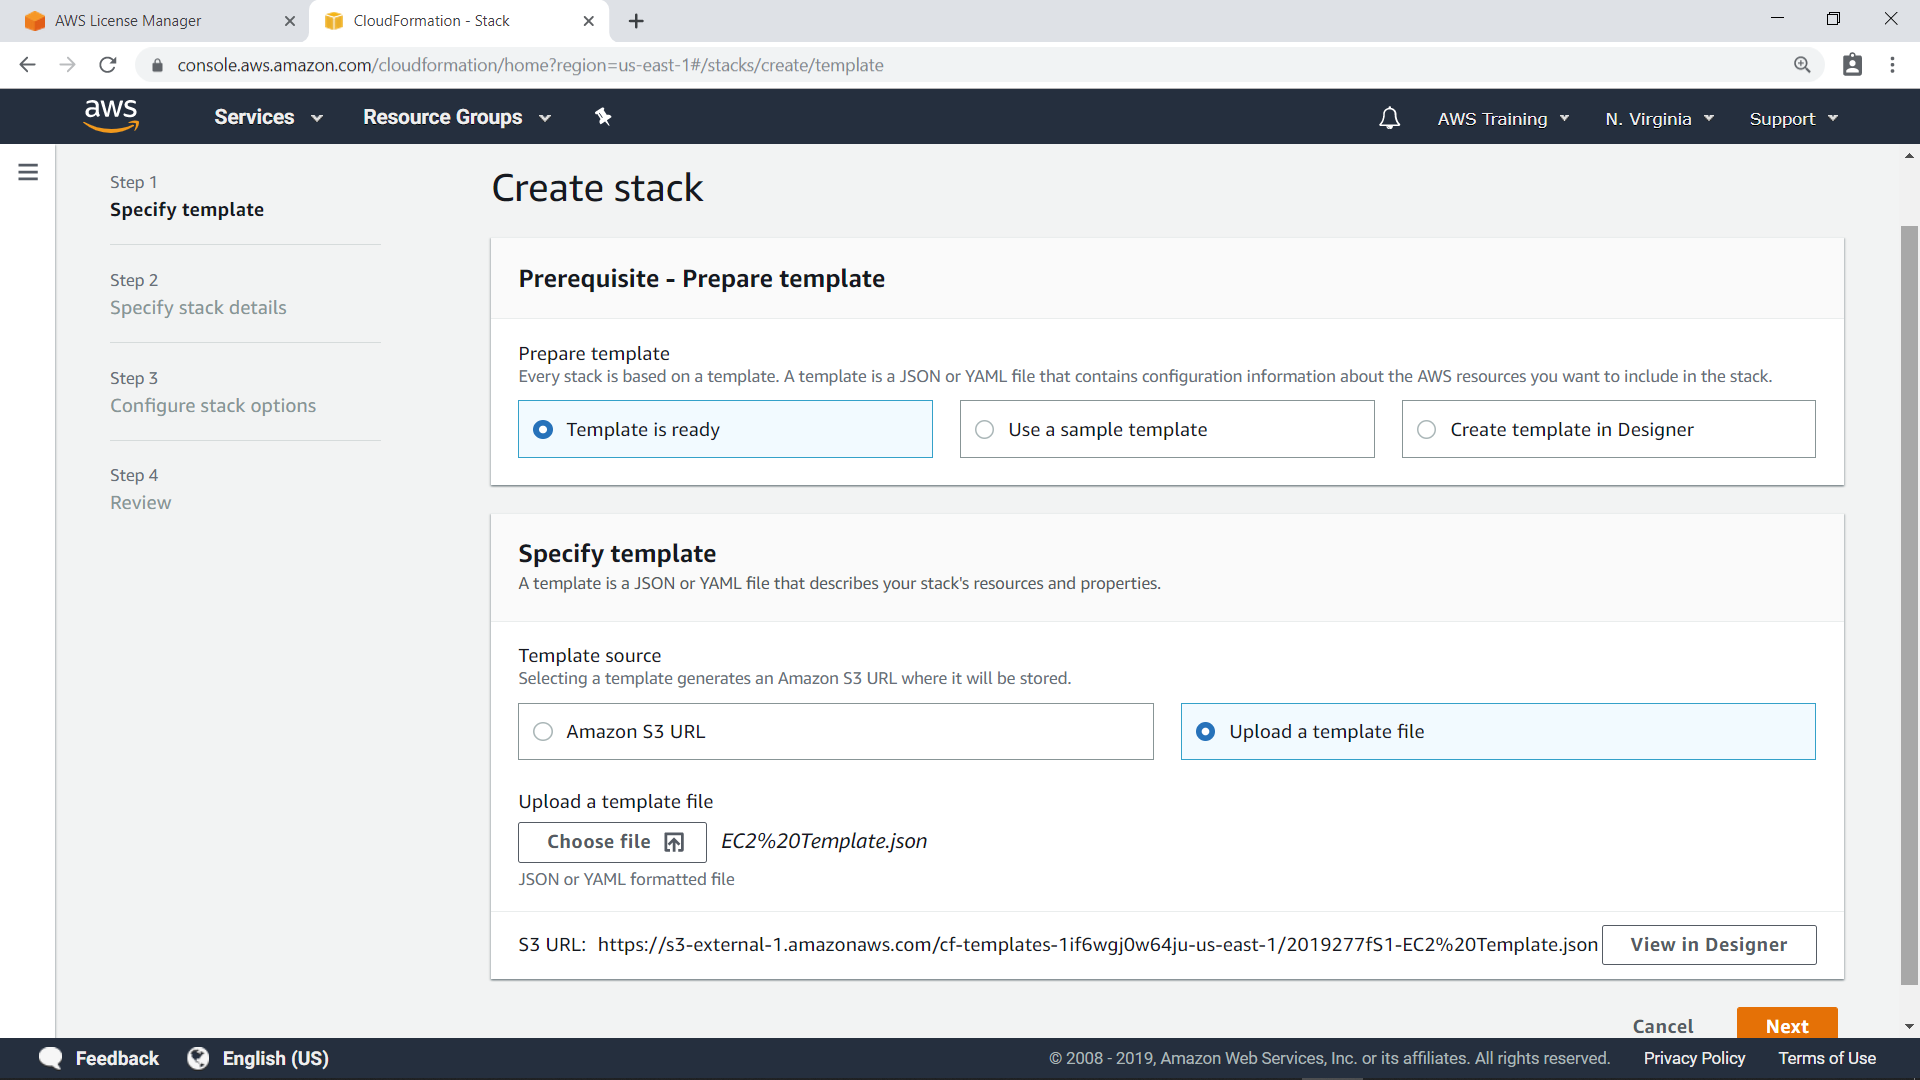 AWS License Manager
CloudFormation - Stack
console.aws.amazon.com/cloudformation/home?region=us-east-1#/stacks/create/template
aws
Services
Resource Groups
AWS Training
N. Virginia
Support
Step 1
Specify template
Step 2
Specify stack details
Step 3
Configure stack options
Step 4
Review
Create stack
Prerequisite - Prepare template
Prepare template
Every stack is based on a template. A template is a JSON or YAML file that contains configuration information about the AWS resources you want to include in the stack.
Template is ready
Use a sample template
Create template in Designer
Specify template
A template is a JSON or YAML file that describes your stack's resources and properties.
Template source
Selecting a template generates an Amazon S3 URL where it will be stored.
Amazon S3 URL
Upload a template file
Upload a template file
Choose file
EC2%20Template.json
JSON or YAML formatted file
S3 URL: https://s3-external-1.amazonaws.com/cf-templates-1if6wgj0w64ju-us-east-1/2019277fS1-EC2%20Template.json
View in Designer
Cancel
Next
Feedback
English (US)
© 2008 - 2019, Amazon Web Services, Inc. or its affiliates. All rights reserved.
Privacy Policy
Terms of Use